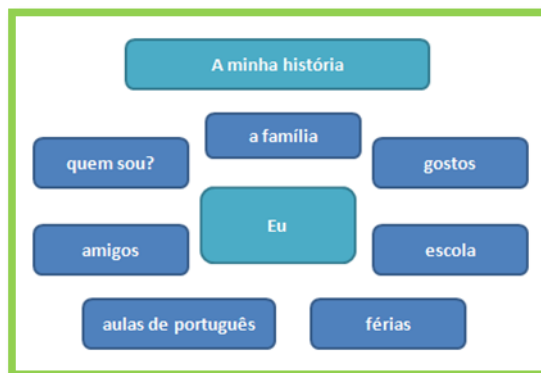 A minha história
a família
quem sou?
gostos
Eu
amigos
escola
aulas de português
férias